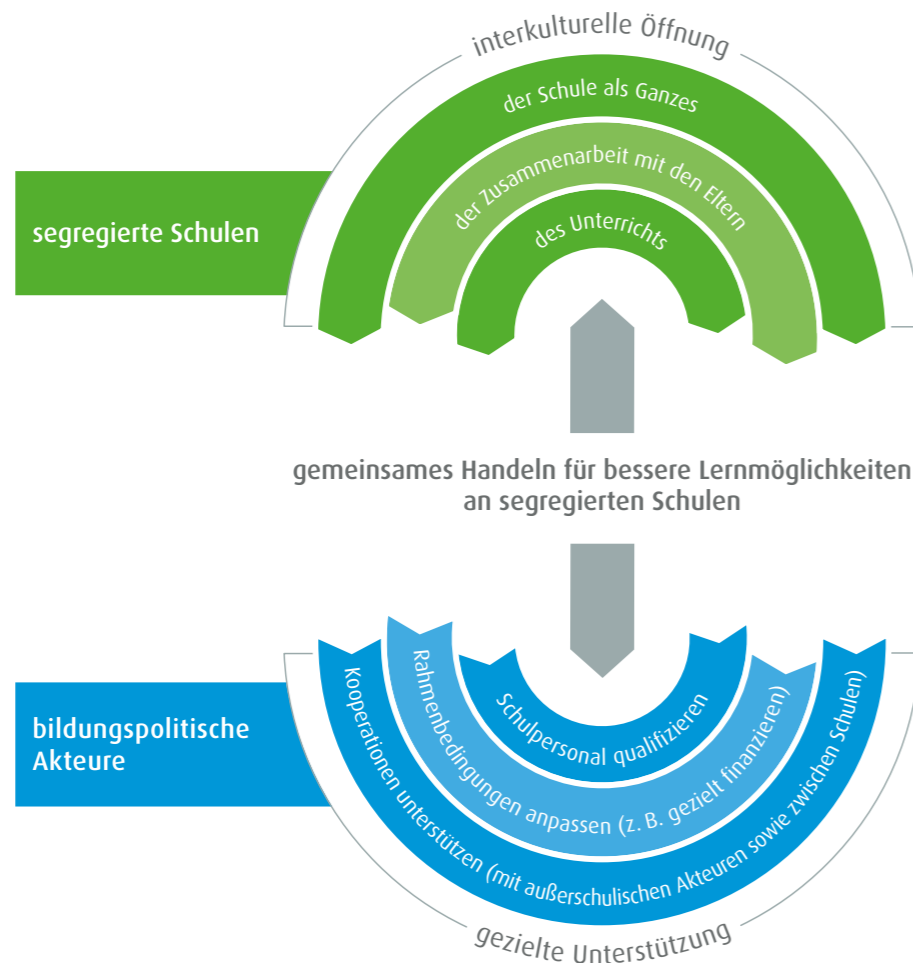 interkulturelle Öffnung
der Schule als Ganzes
der Zusammenarbeit mit den Eltern
des Unterrichts
segregierte Schulen
gemeinsames Handeln für bessere Lernmöglichkeiten
an segregierten Schulen
bildungspolitische
Akteure
Schulpersonal qualifizieren
Rahmenbedingungen anpassen (z. B. gezielt finanzieren)
Kooperationen unterstützen (mit außerschulischen Akteuren sowie zwischen Schulen)
gezielte Unterstützung